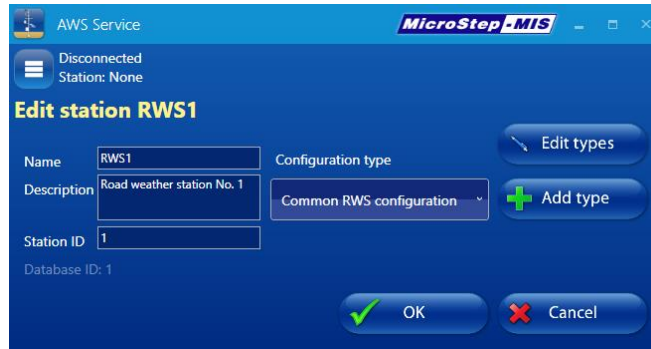 AWS Service
MicroStep-MIS
Disconnected
Station: None
Edit station RWS1
Name
RWS1
Description
Road weather station No. 1
Station ID
1
Database ID: 1
Configuration type
Common RWS configuration
Edit types
Add type
OK
Cancel